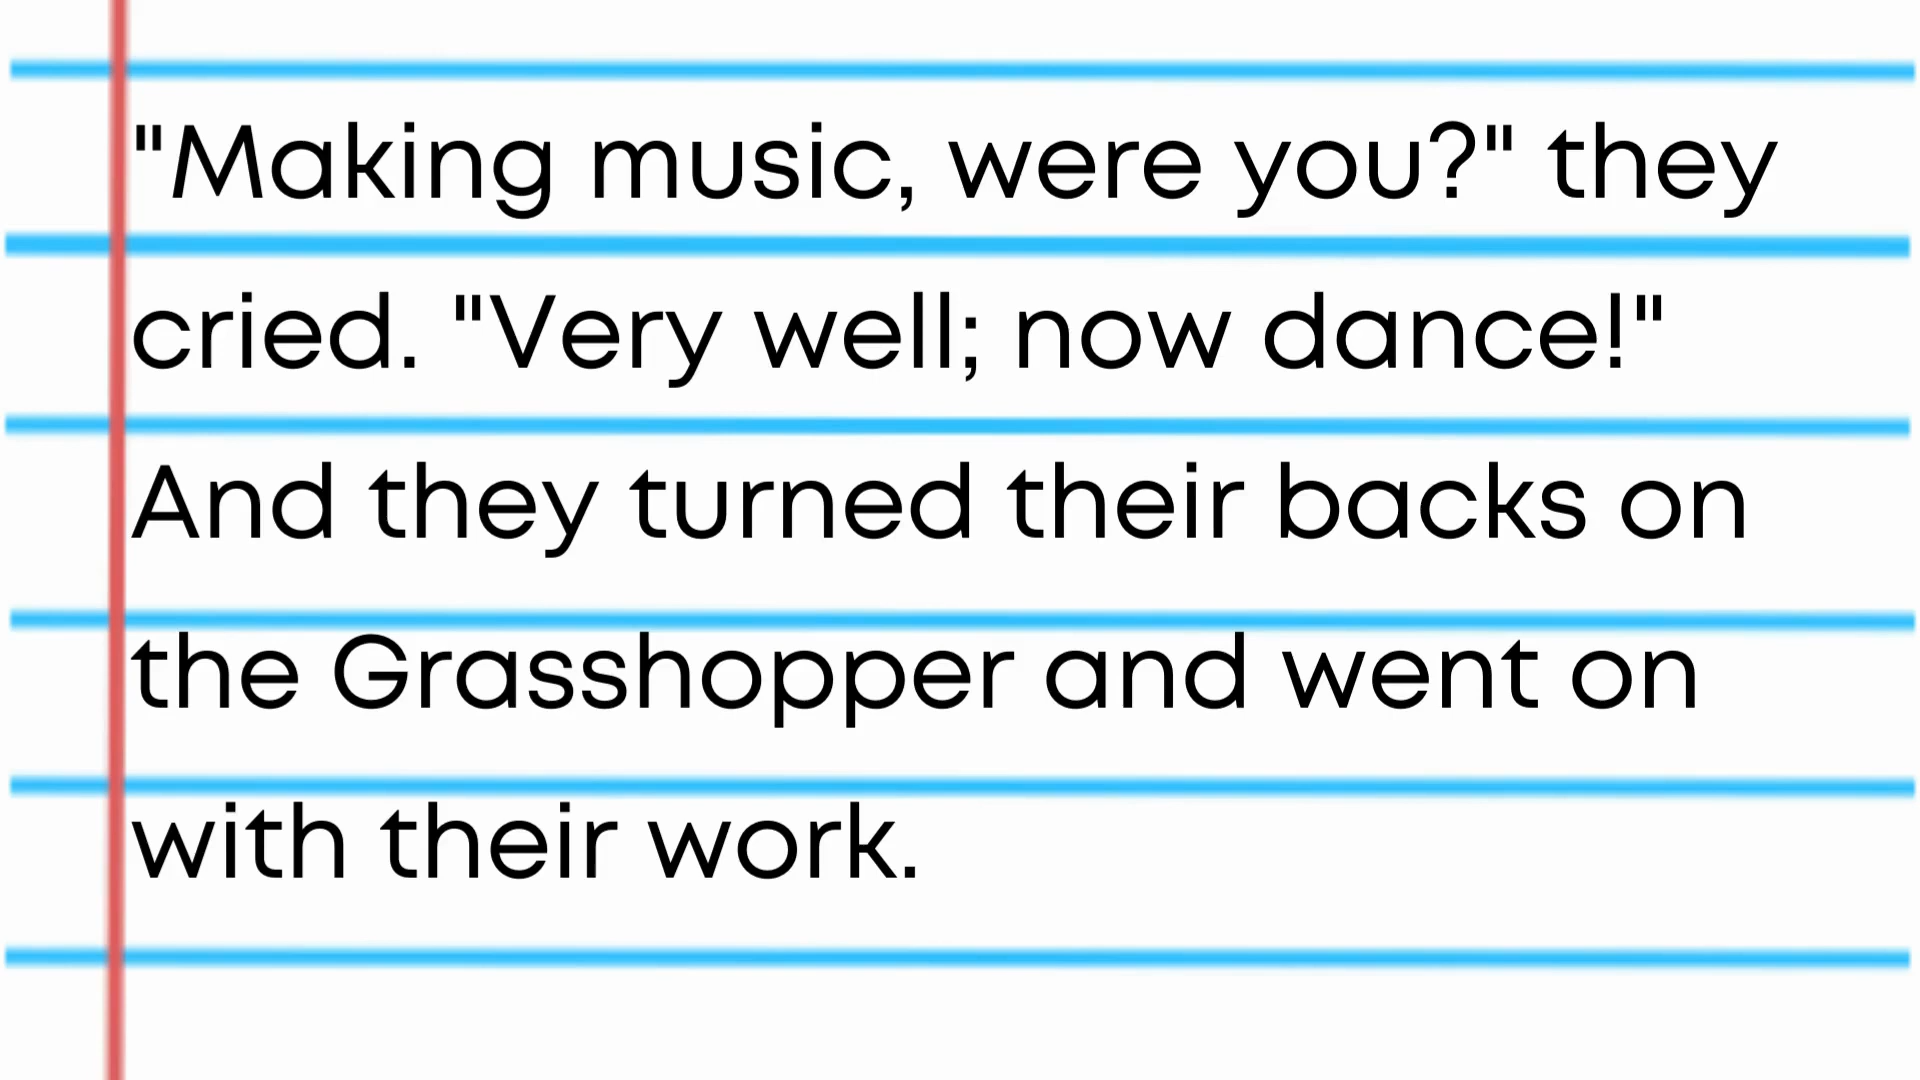 "Making music, were you?" they
cried. "Very well; now dance!"
And they turned their backs on
the Grasshopper and went on
with their work.